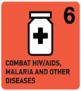 6
COMBAT HIV/AIDS,
MALARIA AND OTHER
DISEASES